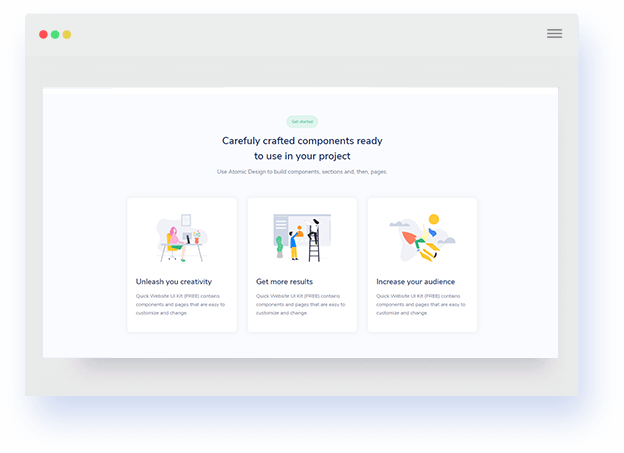 Get started
Carefuly crafted components ready
to use in your project
Use Atomic Design to build components, sections and, then, pages.
Unleash you creativity
Quick Website UI Kit (FREE) contains
components and pages that are easy to
customize and change.
Get more results
Quick Website UI Kit (FREE) contains
components and pages that are easy to
customize and change.
Increase your audience
Quick Website UI Kit (FREE) contains
components and pages that are easy to
customize and change.